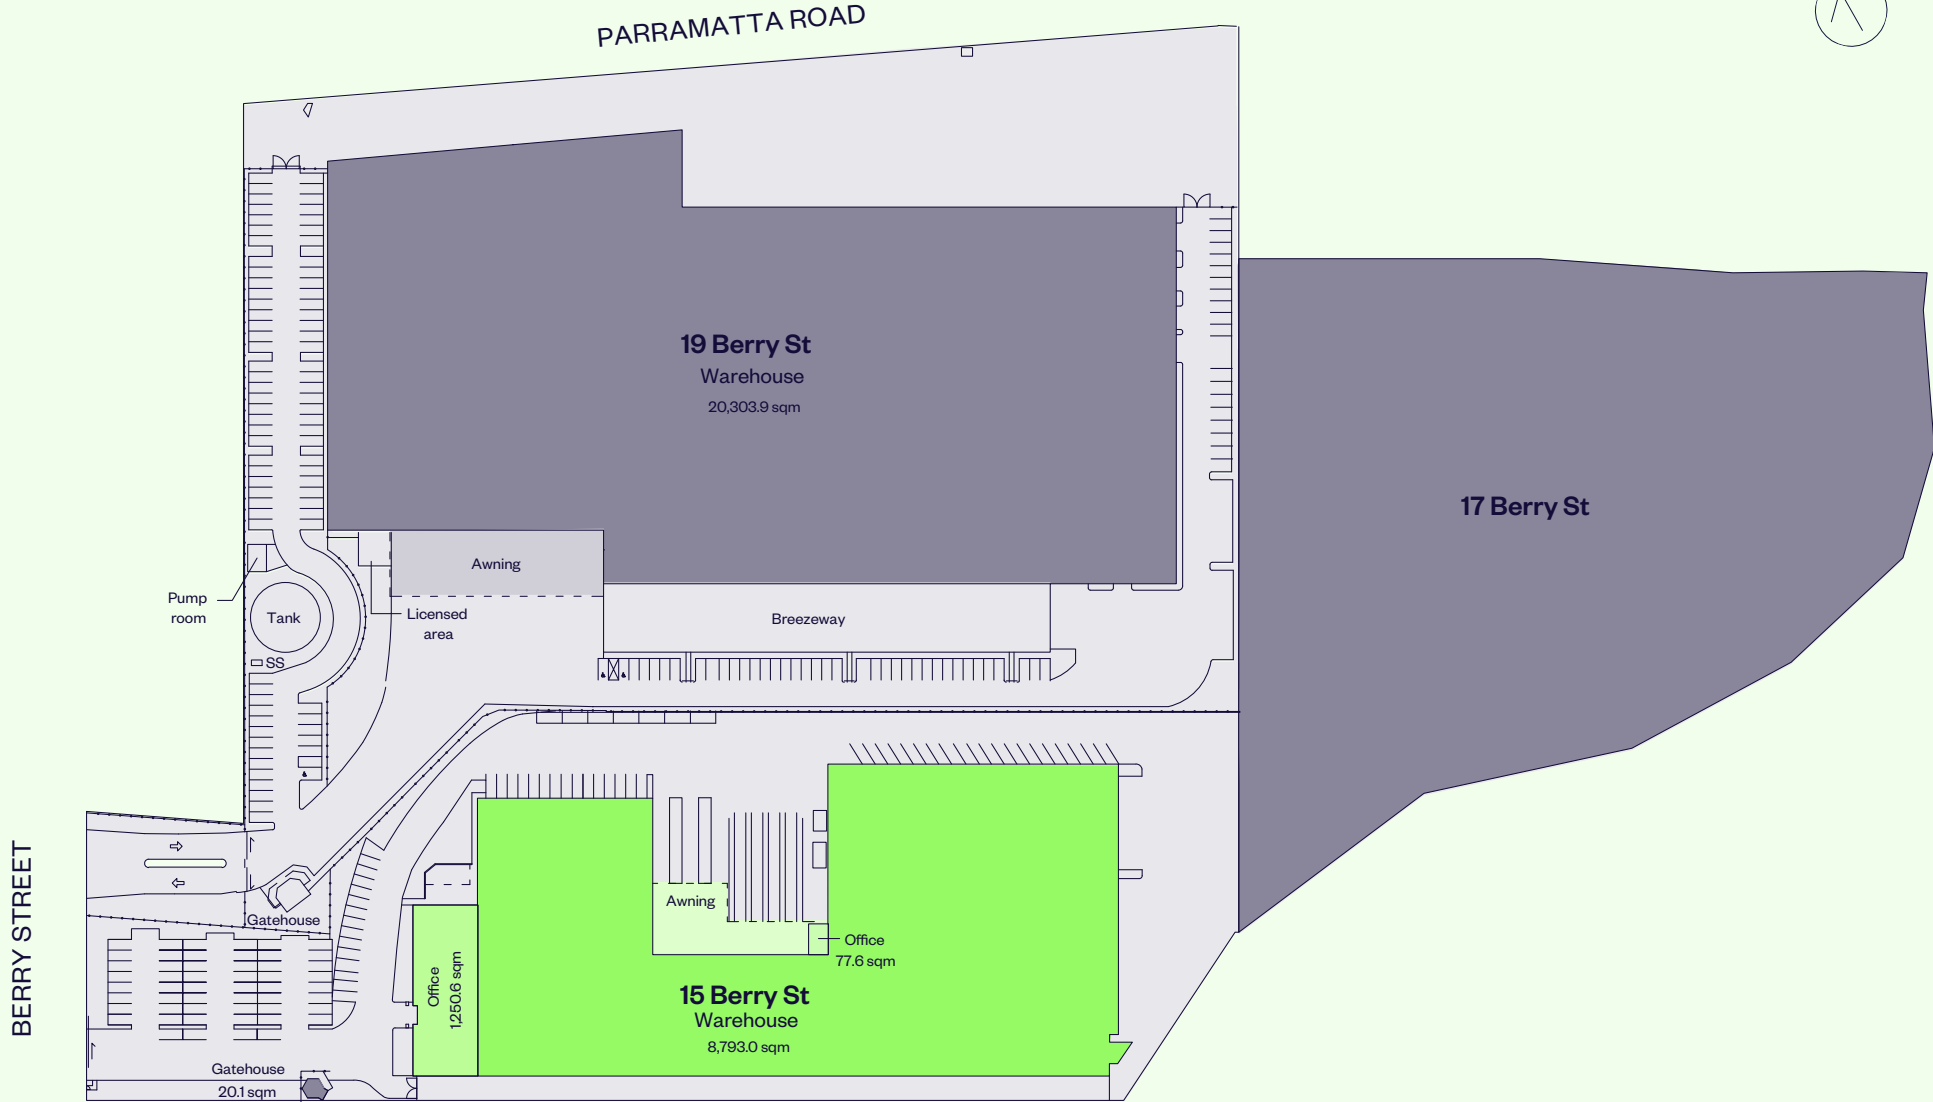 PARRAMATTA ROAD
19 Berry St
Warehouse
20,303.9 sqm
17 Berry St
Awning
Pump
room
Tank
Licensed
area
Breezeway
SS
Gatehouse
Awning
Office
77.6 sqm
Office
1,250.6 sqm
15 Berry St
Warehouse
8,793.0 sqm
BERRY STREET
Gatehouse
20.1 sqm